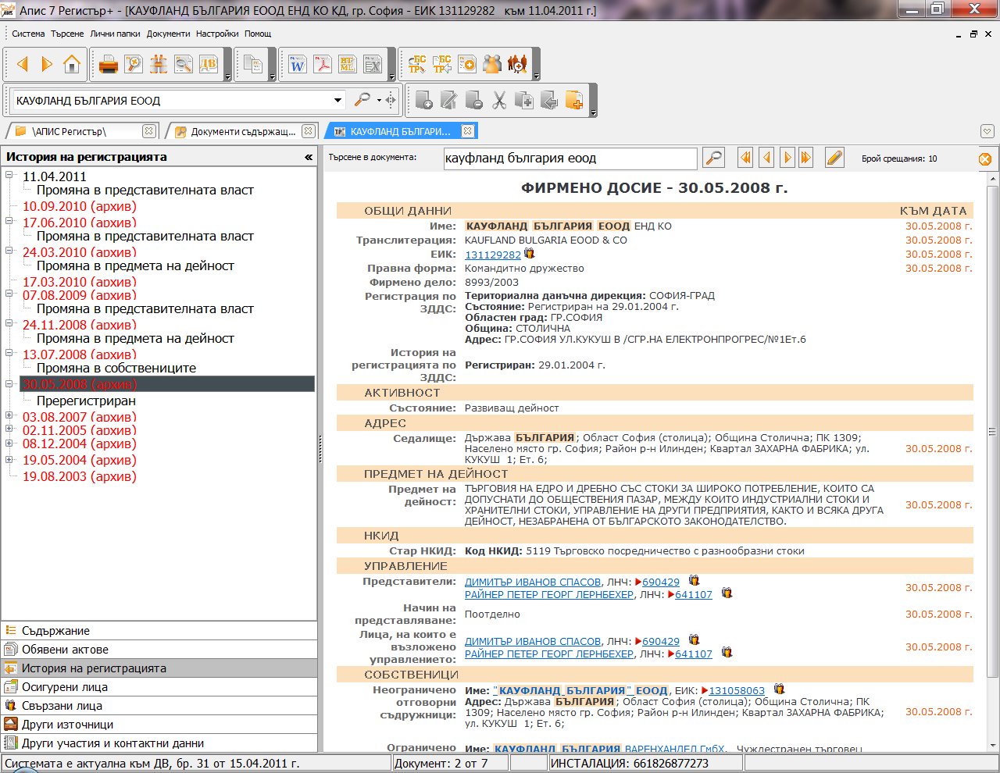 Апис 7 Регистър+ - [КАУФЛАНД БЪЛГАРИЯ ЕООД ЕНД КО КД, гр. София - ЕИК 131129282 към 11.04.2011 г.]
Система Търсене Лични папки Документи Настройки Помощ
КАУФЛАНД БЪЛГАРИЯ ЕООД
\АПИС Регистър\ Документи съдържащ... КАУФЛАНД БЪЛГАРИ...
История на регистрацията «
11.04.2011
Промяна в представителната власт
10.09.2010 (архив)
17.06.2010 (архив)
Промяна в представителната власт
24.03.2010 (архив)
Промяна в предмета на дейност
17.03.2010 (архив)
07.08.2009 (архив)
Промяна в представителната власт
24.11.2008 (архив)
Промяна в предмета на дейност
13.07.2008 (архив)
Промяна в собствениците
30.05.2008 (архив)
Пререгистриран
03.08.2007 (архив)
02.11.2005 (архив)
08.12.2004 (архив)
19.05.2004 (архив)
19.08.2003 (архив)
Съдържание
Обявени актове
История на регистрацията
Осигурени лица
Свързани лица
Други източници
Други участия и контактни данни
Търсене в документа: кауфланд българия еоод Брой срещания: 10
ФИРМЕНО ДОСИЕ - 30.05.2008 г.
ОБЩИ ДАННИ КЪМ ДАТА
Име: КАУФЛАНД БЪЛГАРИЯ ЕООД ЕНД КО 30.05.2008 г.
Транслитерация: KAUFLAND BULGARIA EOOD & CO 30.05.2008 г.
ЕИК: 131129282 30.05.2008 г.
Правна форма: Командитно дружество 30.05.2008 г.
Фирмено дело: 8993/2003
Регистрация по ЗДДС: Териториална данъчна дирекция: СОФИЯ-ГРАД
Състояние: Регистриран на 29.01.2004 г.
Областен град: ГР.СОФИЯ
Община: СТОЛИЧНА
Адрес: ГР.СОФИЯ УЛ.КУКУШ В /СГР.НА ЕЛЕКТРОНПРОГРЕС/№1Ет.6
История на регистрацията по ЗДДС: Регистриран: 29.01.2004 г.
АКТИВНОСТ
Състояние: Развиващ дейност
АДРЕС
Седалище: Държава БЪЛГАРИЯ; Област София (столица); Община Столична; ПК 1309;
Населено място гр. София; Район р-н Илинден; Квартал ЗАХАРНА ФАБРИКА; ул. 30.05.2008 г.
КУКУШ 1; Ет. 6;
ПРЕДМЕТ НА ДЕЙНОСТ
Предмет на дейност: ТЪРГОВИЯ НА ЕДРО И ДРЕБНО СЪС СТОКИ ЗА ШИРОКО ПОТРЕБЛЕНИЕ, КОИТО СА
ДОПУСНАТИ ДО ОБЩЕСТВЕНИЯ ПАЗАР, МЕЖДУ КОИТО ИНДУСТРИАЛНИ СТОКИ И
ХРАНИТЕЛНИ СТОКИ, УПРАВЛЕНИЕ НА ДРУГИ ПРЕДПРИЯТИЯ, КАКТО И ВСЯКА ДРУГА 30.05.2008 г.
ДЕЙНОСТ, НЕЗАБРАНЕНА ОТ БЪЛГАРСКОТО ЗАКОНОДАТЕЛСТВО.
НКИД
Стар НКИД: Код НКИД: 5119 Търговско посредничество с разнообразни стоки
УПРАВЛЕНИЕ
Представители: ДИМИТЪР ИВАНОВ СПАСОВ, ЛНЧ: 690429
РАЙНЕР ПЕТЕР ГЕОРГ ЛЕРНБЕХЕР, ЛНЧ: 641107 30.05.2008 г.
Начин на представляване: Поотделно 30.05.2008 г.
Лица, на които е възложено управлението: ДИМИТЪР ИВАНОВ СПАСОВ, ЛНЧ: 690429
РАЙНЕР ПЕТЕР ГЕОРГ ЛЕРНБЕХЕР, ЛНЧ: 641107 30.05.2008 г.
СОБСТВЕНИЦИ
Неограничено отговорни съдружници: Име: "КАУФЛАНД БЪЛГАРИЯ" ЕООД, ЕИК: 131058063
Адрес: Държава БЪЛГАРИЯ; Област София (столица); Община Столична; ПК
1309; Населено място гр. София; Район р-н Илинден; Квартал ЗАХАРНА ФАБРИКА; 30.05.2008 г.
ул. КУКУШ 1; Ет. 6;
Ограничено Име: КАУФЛАНД БЪЛГАРИЯ ВАРЕНХАНДЕЛ ГмбХ, Чуждестранен търговец
Системата е актуална към ДВ, бр. 31 от 15.04.2011 г. Документ: 2 от 7 ИНСТАЛАЦИЯ: 661826877273